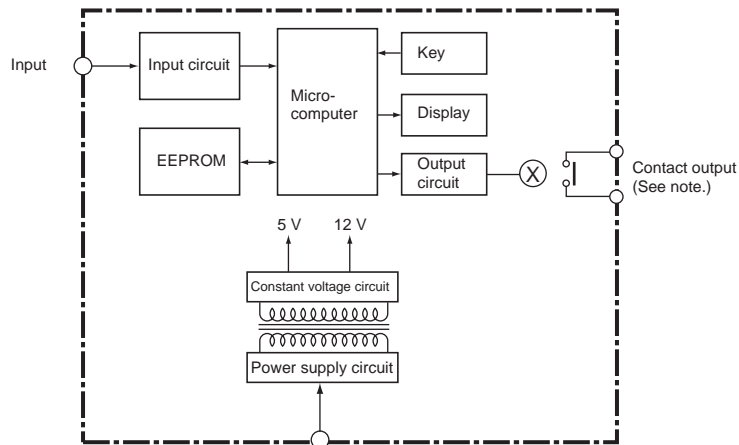 Input
Input circuit
Micro-
computer
Key
Display
EEPROM
Output
circuit
X
Contact output
(See note.)
5 V
12 V
Constant voltage circuit
Power supply circuit